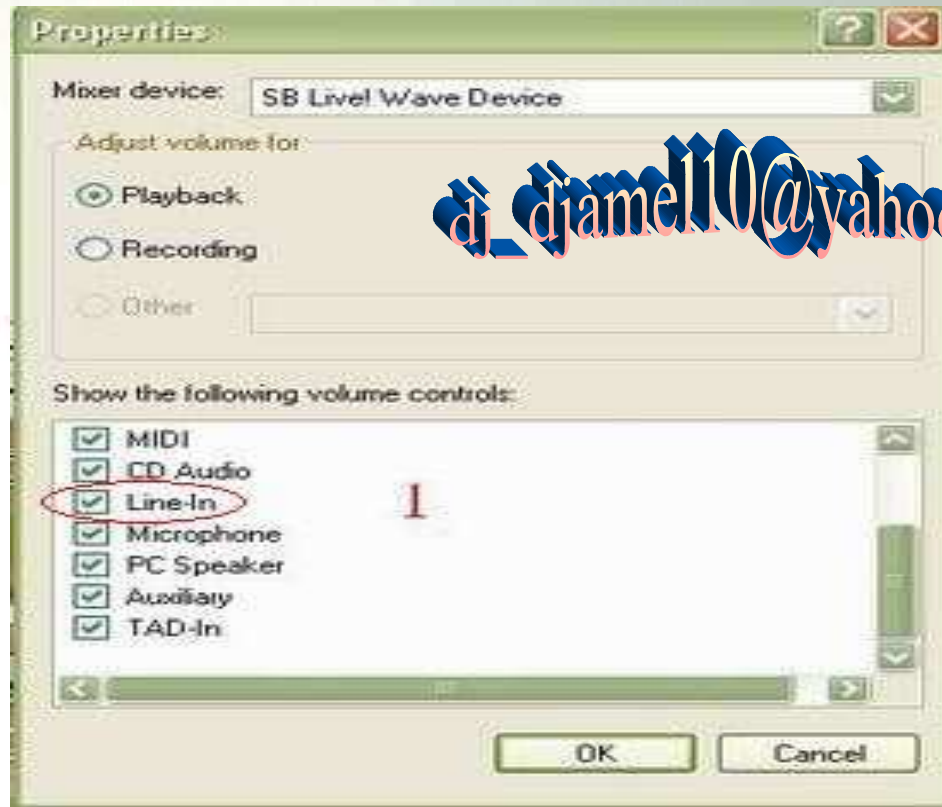 Properties
Mixer device: SB Live! Wave Device
Adjust volume for
dj_djamel10@yahoo
Playback
Recording
Other
Show the following volume controls:
MIDI
CD Audio
Line-In
1
Microphone
PC Speaker
Auxiliary
TAD-In
OK Cancel